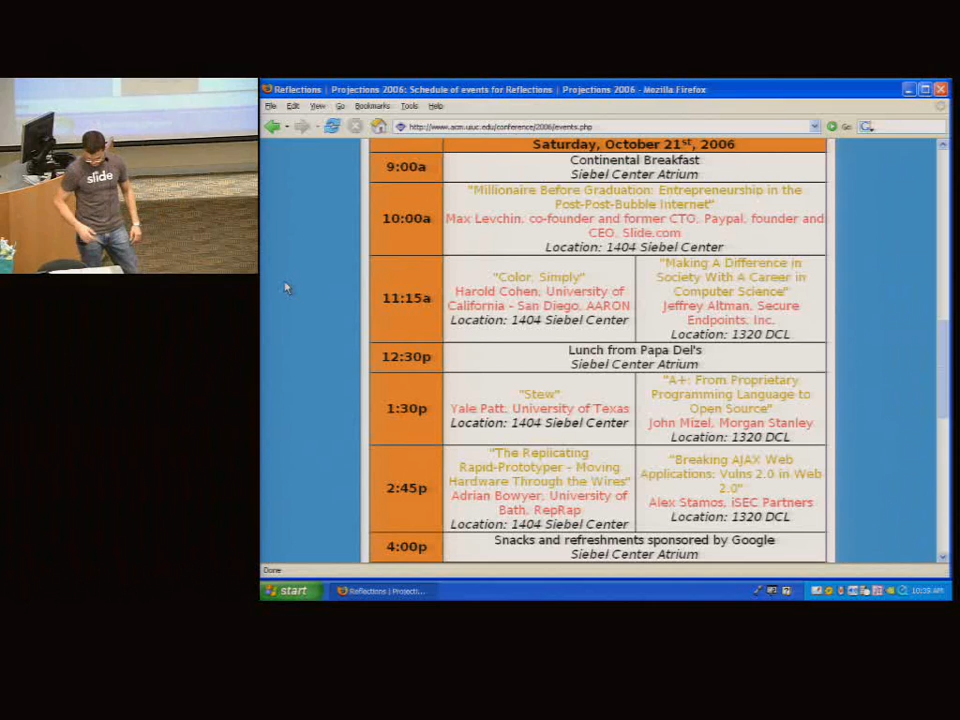 slide
Reflections | Projections 2006: Schedule of events for Reflections | Projections 2006 - Mozilla Firefox
File Edit View Go Bookmarks Tools Help
http://www.acm.uiuc.edu/conference/2006/events.php
Go
Saturday, October 21st, 2006
9:00a
Continental Breakfast
Siebel Center Atrium
10:00a
"Millionaire Before Graduation: Entrepreneurship in the
Post-Post-Bubble Internet"
Max Levchin, co-founder and former CTO, Paypal, founder and
CEO, Slide.com
Location: 1404 Siebel Center
11:15a
"Color, Simply"
Harold Cohen, University of
California - San Diego, AARON
Location: 1404 Siebel Center
"Making A Difference in
Society With A Career in
Computer Science"
Jeffrey Altman, Secure
Endpoints, Inc.
Location: 1320 DCL
12:30p
Lunch from Papa Del's
Siebel Center Atrium
1:30p
"Stew"
Yale Patt, University of Texas
Location: 1404 Siebel Center
"A+: From Proprietary
Programming Language to
Open Source"
John Mizel, Morgan Stanley
Location: 1320 DCL
2:45p
"The Replicating
Rapid-Prototyper - Moving
Hardware Through the Wires"
Adrian Bowyer, University of
Bath, RepRap
Location: 1404 Siebel Center
"Breaking AJAX Web
Applications: Vulns 2.0 in Web
2.0"
Alex Stamos, iSEC Partners
Location: 1320 DCL
4:00p
Snacks and refreshments sponsored by Google
Siebel Center Atrium
Done
start
Reflections | Projecti...
AM